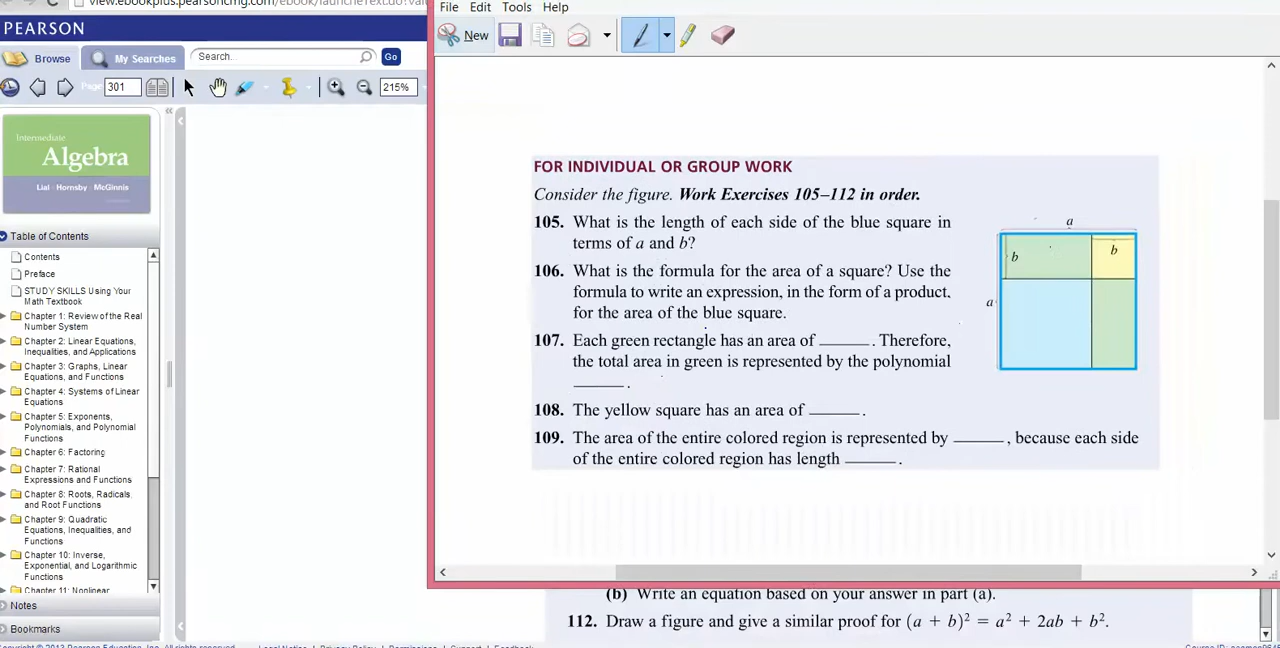 view.ebookplus.pearsoncmg.com/ebook/launcheText.do?val
PEARSON
Browse
My Searches
Search..
Go
Page 301
215%
Intermediate
Algebra
Lial · Hornsby · McGinnis
Table of Contents
Contents
Preface
STUDY SKILLS Using Your
Math Textbook
Chapter 1: Review of the Real
Number System
Chapter 2: Linear Equations,
Inequalities, and Applications
Chapter 3: Graphs, Linear
Equations, and Functions
Chapter 4: Systems of Linear
Equations
Chapter 5: Exponents,
Polynomials, and Polynomial
Functions
Chapter 6: Factoring
Chapter 7: Rational
Expressions and Functions
Chapter 8: Roots, Radicals,
and Root Functions
Chapter 9: Quadratic
Equations, Inequalities, and
Functions
Chapter 10: Inverse,
Exponential, and Logarithmic
Functions
Chapter 11: Nonlinear
Notes
Bookmarks
File Edit Tools Help
New
FOR INDIVIDUAL OR GROUP WORK
Consider the figure. Work Exercises 105–112 in order.
105. What is the length of each side of the blue square in
terms of a and b?
106. What is the formula for the area of a square? Use the
formula to write an expression, in the form of a product,
for the area of the blue square.
107. Each green rectangle has an area of ______. Therefore,
the total area in green is represented by the polynomial
______.
108. The yellow square has an area of ______.
109. The area of the entire colored region is represented by ______, because each side
of the entire colored region has length ______.
a
b
b
a
(b) Write an equation based on your answer in part (a).
112. Draw a figure and give a similar proof for (a + b)² = a² + 2ab + b².